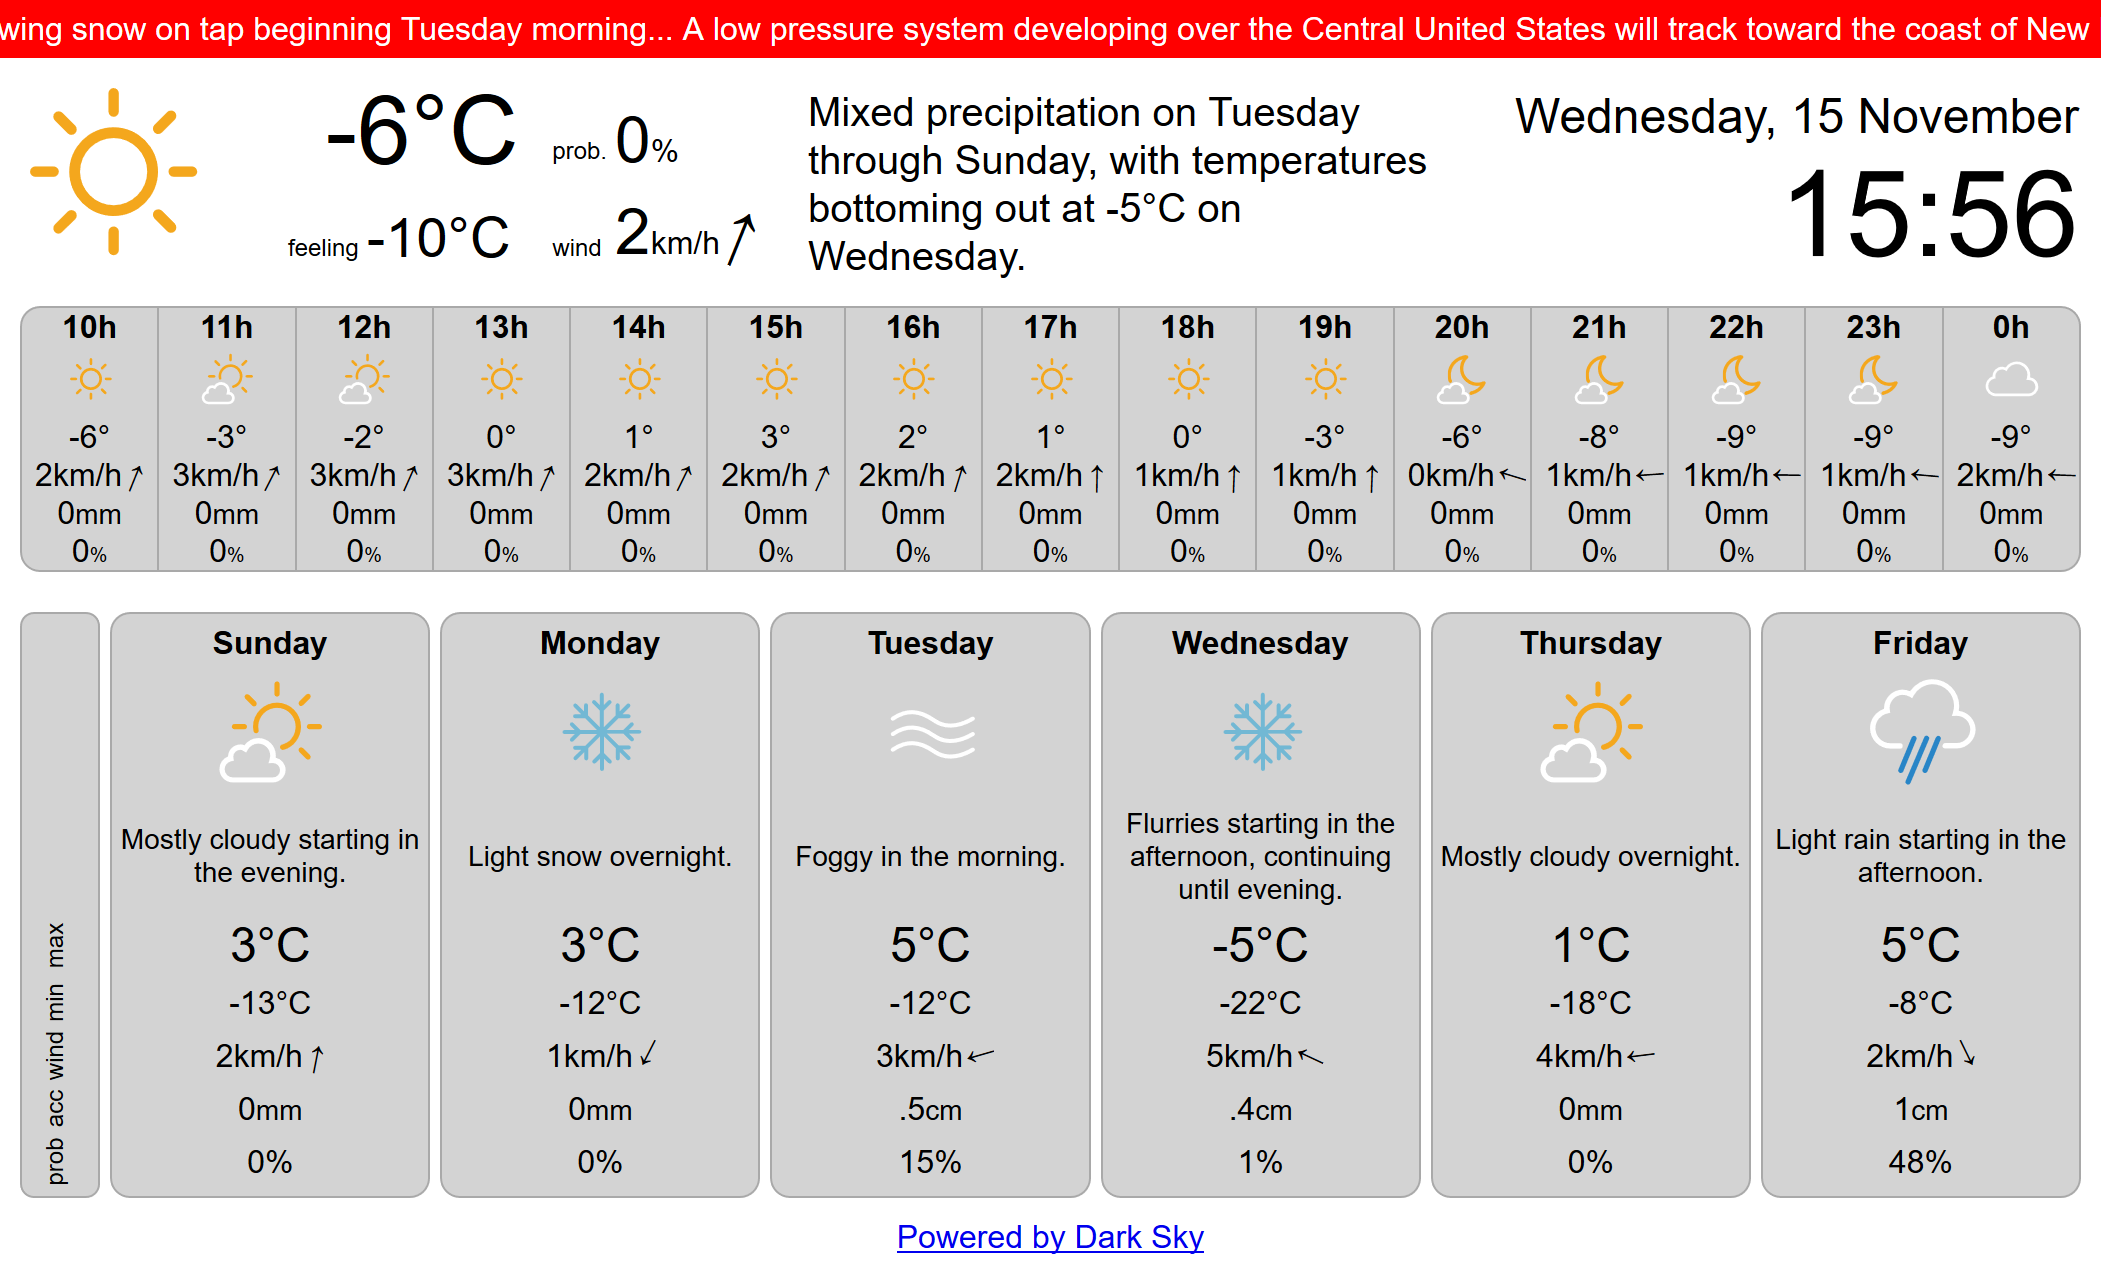 wing snow on tap beginning Tuesday morning... A low pressure system developing over the Central United States will track toward the coast of New
-6°C prob. 0%
feeling -10°C wind 2km/h
Mixed precipitation on Tuesday
through Sunday, with temperatures
bottoming out at -5°C on
Wednesday.
Wednesday, 15 November
15:56
10h 11h 12h 13h 14h 15h 16h 17h 18h 19h 20h 21h 22h 23h 0h
-6° -3° -2° 0° 1° 3° 2° 1° 0° -3° -6° -8° -9° -9° -9°
2km/h 3km/h 3km/h 3km/h 2km/h 2km/h 2km/h 2km/h 1km/h 1km/h 0km/h 1km/h 1km/h 1km/h 2km/h
0mm 0mm 0mm 0mm 0mm 0mm 0mm 0mm 0mm 0mm 0mm 0mm 0mm 0mm 0mm
0% 0% 0% 0% 0% 0% 0% 0% 0% 0% 0% 0% 0% 0% 0%
prob acc wind min max
Sunday
Mostly cloudy starting in
the evening.
3°C
-13°C
2km/h
0mm
0%
Monday
Light snow overnight.
3°C
-12°C
1km/h
0mm
0%
Tuesday
Foggy in the morning.
5°C
-12°C
3km/h
.5cm
15%
Wednesday
Flurries starting in the
afternoon, continuing
until evening.
-5°C
-22°C
5km/h
.4cm
1%
Thursday
Mostly cloudy overnight.
1°C
-18°C
4km/h
0mm
0%
Friday
Light rain starting in the
afternoon.
5°C
-8°C
2km/h
1cm
48%
Powered by Dark Sky